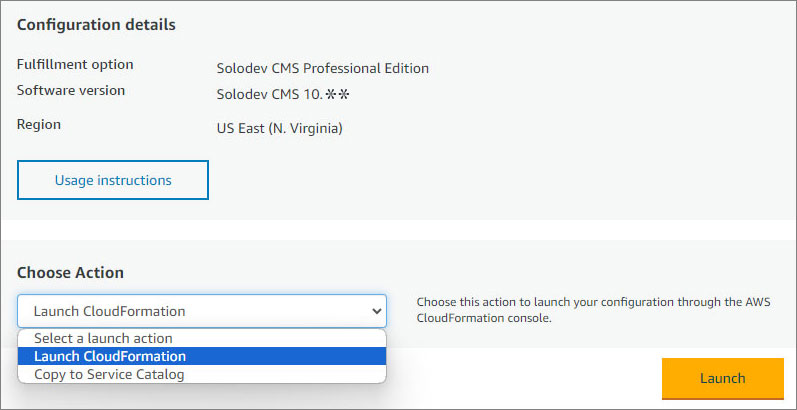 Configuration details
Fulfillment option
Solodev CMS Professional Edition
Software version
Solodev CMS 10.**
Region
US East (N. Virginia)
Usage instructions
Choose Action
Launch CloudFormation
Choose this action to launch your configuration through the AWS
CloudFormation console.
Select a launch action
Launch CloudFormation
Copy to Service Catalog
Launch